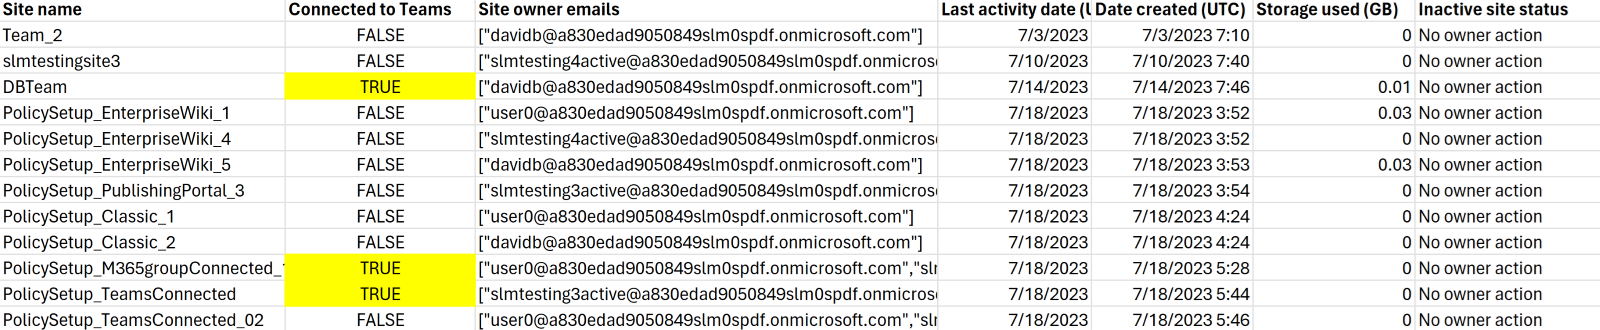 Site name Connected to Teams Site owner emails Last activity date (U Date created (UTC) Storage used (GB) Inactive site status
Team_2 FALSE ["davidb@a830edad9050849slm0spdf.onmicrosoft.com"] 7/3/2023 7/3/2023 7:10 0 No owner action
slmtestingsite3 FALSE ["slmtesting4active@a830edad9050849slm0spdf.onmicros 7/10/2023 7/10/2023 7:40 0 No owner action
DBTeam TRUE ["davidb@a830edad9050849slm0spdf.onmicrosoft.com"] 7/14/2023 7/14/2023 7:46 0.01 No owner action
PolicySetup_EnterpriseWiki_1 FALSE ["user0@a830edad9050849slm0spdf.onmicrosoft.com"] 7/18/2023 7/18/2023 3:52 0.03 No owner action
PolicySetup_EnterpriseWiki_4 FALSE ["slmtesting4active@a830edad9050849slm0spdf.onmicros 7/18/2023 7/18/2023 3:52 0 No owner action
PolicySetup_EnterpriseWiki_5 FALSE ["davidb@a830edad9050849slm0spdf.onmicrosoft.com"] 7/18/2023 7/18/2023 3:53 0.03 No owner action
PolicySetup_PublishingPortal_3 FALSE ["slmtesting3active@a830edad9050849slm0spdf.onmicros 7/18/2023 7/18/2023 3:54 0 No owner action
PolicySetup_Classic_1 FALSE ["user0@a830edad9050849slm0spdf.onmicrosoft.com"] 7/18/2023 7/18/2023 4:24 0 No owner action
PolicySetup_Classic_2 FALSE ["davidb@a830edad9050849slm0spdf.onmicrosoft.com"] 7/18/2023 7/18/2023 4:24 0 No owner action
PolicySetup_M365groupConnected_ TRUE ["user0@a830edad9050849slm0spdf.onmicrosoft.com","slr 7/18/2023 7/18/2023 5:28 0 No owner action
PolicySetup_TeamsConnected TRUE ["slmtesting3active@a830edad9050849slm0spdf.onmicros 7/18/2023 7/18/2023 5:44 0 No owner action
PolicySetup_TeamsConnected_02 FALSE ["user0@a830edad9050849slm0spdf.onmicrosoft.com","slr 7/18/2023 7/18/2023 5:46 0 No owner action